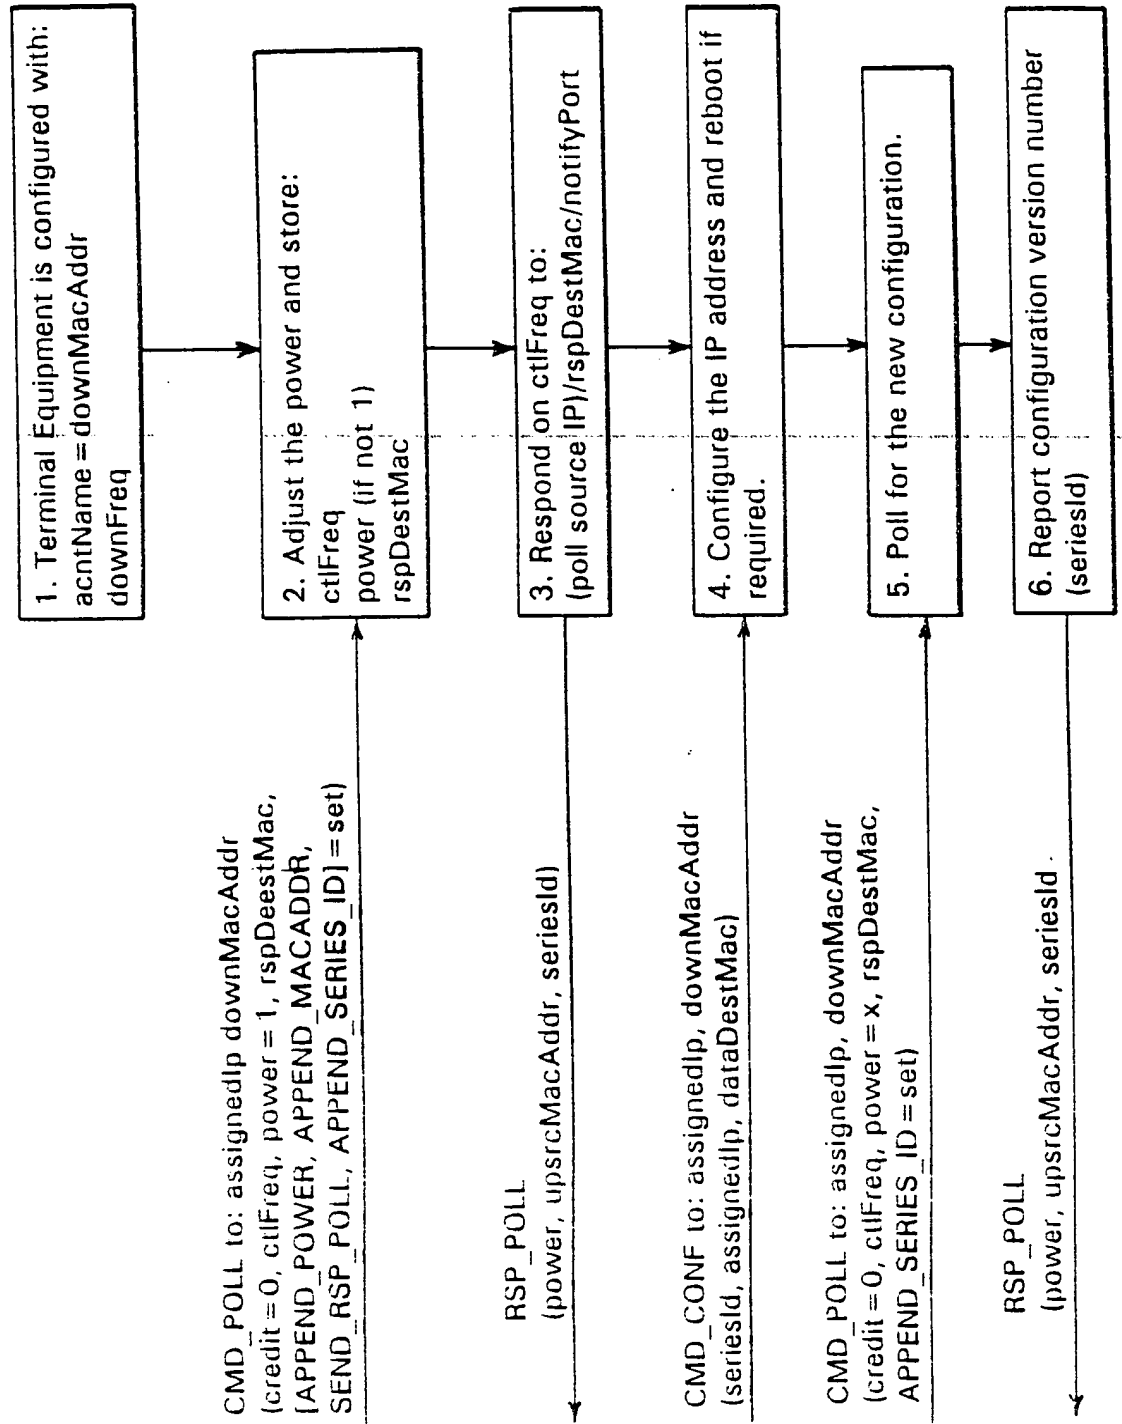 1. Terminal Equipment is configured with:
acntName=downMacAddr
downFreq
CMD_POLL to: assignedIp downMacAddr
(credit=0, ctlFreq, power=1, rspDeestMac,
[APPEND_POWER, APPEND_MACADDR,
SEND_RSP_POLL, APPEND_SERIES_ID]=set)
2. Adjust the power and store:
ctlFreq
power (if not 1)
rspDestMac
RSP_POLL
(power, upsrcMacAddr, seriesId)
3. Respond on ctlFreq to:
(poll source IP)/rspDestMac/notifyPort
CMD_CONF to: assignedIp, downMacAddr
(seriesId, assignedIp, dataDestMac)
4. Configure the IP address and reboot if
required.
CMD_POLL to: assignedIp, downMacAddr
(credit=0, ctlFreq, power=x, rspDestMac,
APPEND_SERIES_ID=set)
5. Poll for the new configuration.
RSP_POLL
(power, upsrcMacAddr, seriesId
6. Report configuration version number
(seriesId)